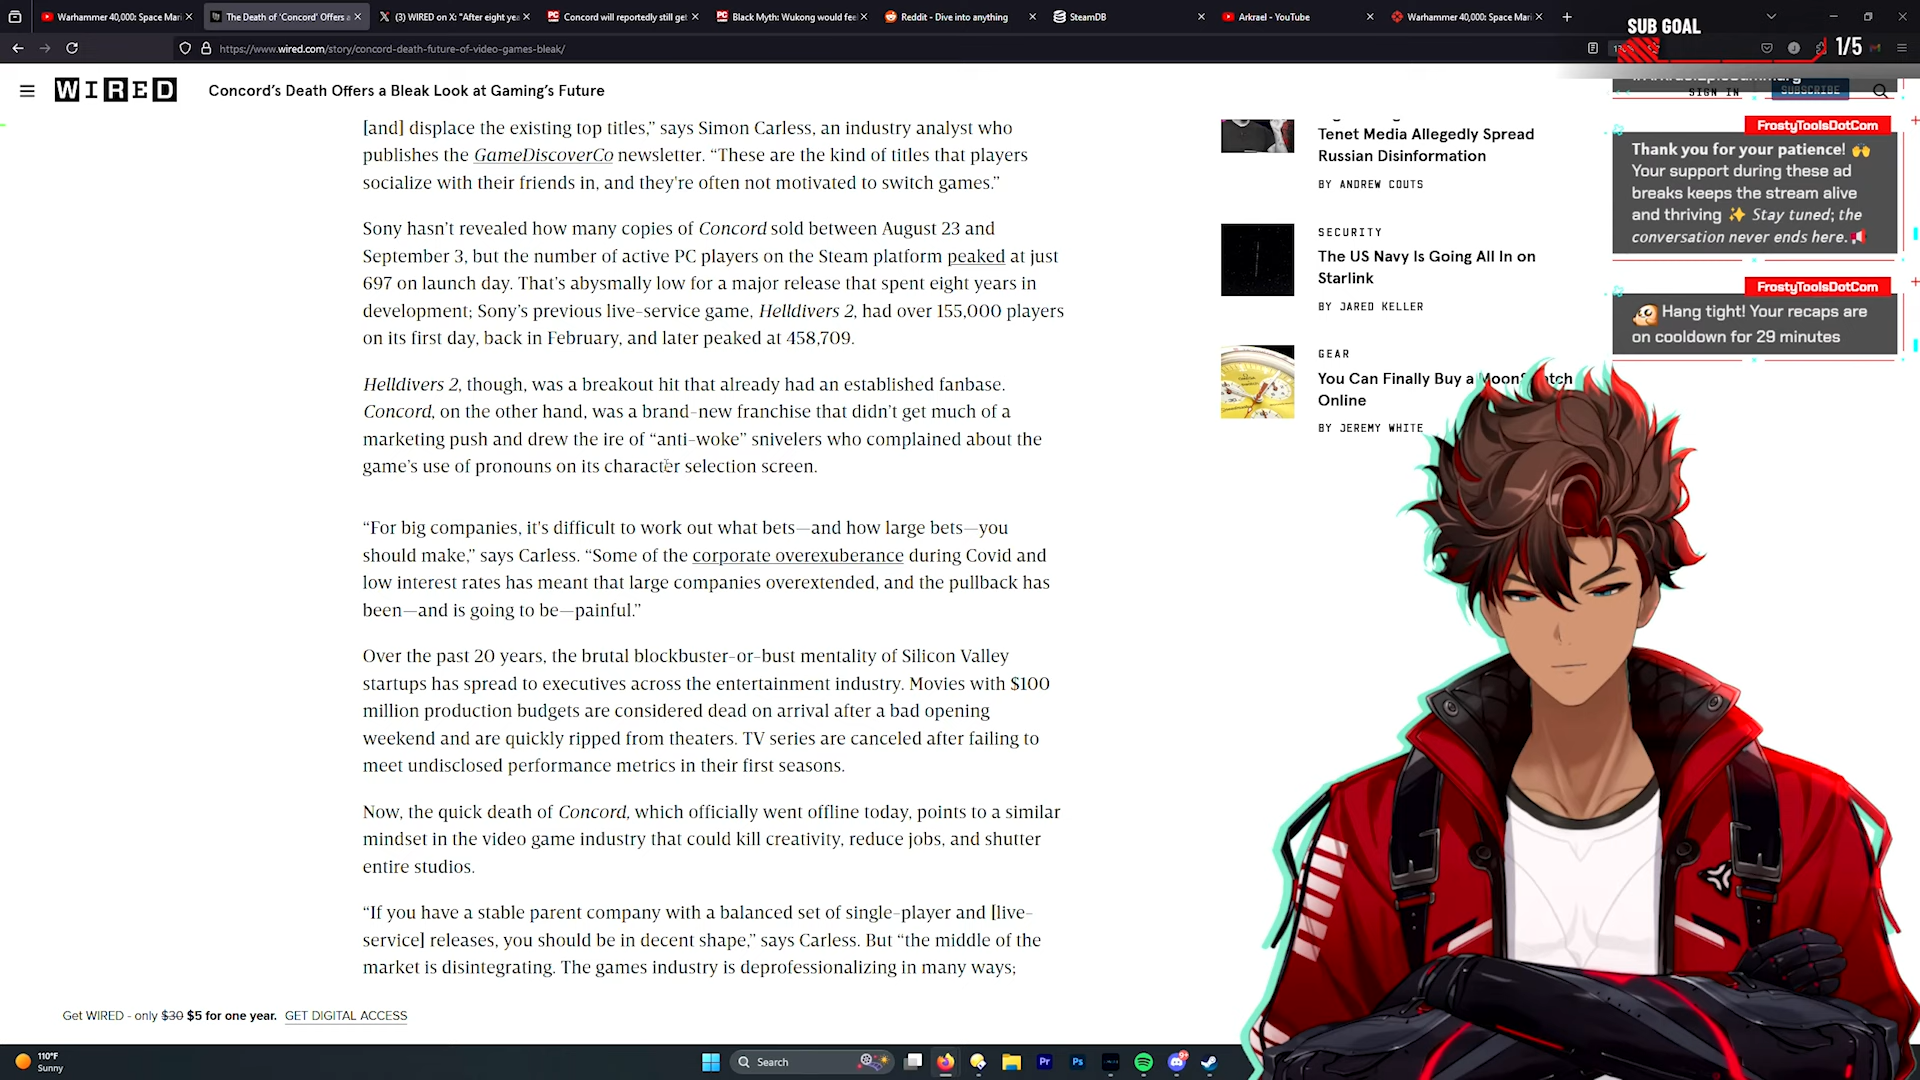 Warhammer 40,000: Space Mari
The Death of 'Concord' Offers a
(3) WIRED on X: "After eight ye
Concord will reportedly still get
Black Myth: Wukong would fee
Reddit - Dive into anything
SteamDB
Arkrael - YouTube
Warhammer 40,000: Space Mari
https://www.wired.com/story/concord-death-future-of-video-games-bleak/
SUB GOAL
1/5
WIRED
Concord's Death Offers a Bleak Look at Gaming's Future
SIGN IN
SUBSCRIBE
[and] displace the existing top titles,” says Simon Carless, an industry analyst who
publishes the GameDiscoverCo newsletter. “These are the kind of titles that players
socialize with their friends in, and they're often not motivated to switch games.”
Sony hasn’t revealed how many copies of Concord sold between August 23 and
September 3, but the number of active PC players on the Steam platform peaked at just
697 on launch day. That’s abysmally low for a major release that spent eight years in
development; Sony’s previous live-service game, Helldivers 2, had over 155,000 players
on its first day, back in February, and later peaked at 458,709.
Helldivers 2, though, was a breakout hit that already had an established fanbase.
Concord, on the other hand, was a brand-new franchise that didn’t get much of a
marketing push and drew the ire of “anti-woke” snivelers who complained about the
game’s use of pronouns on its character selection screen.
“For big companies, it's difficult to work out what bets—and how large bets—you
should make,” says Carless. “Some of the corporate overexuberance during Covid and
low interest rates has meant that large companies overextended, and the pullback has
been—and is going to be—painful.”
Over the past 20 years, the brutal blockbuster-or-bust mentality of Silicon Valley
startups has spread to executives across the entertainment industry. Movies with $100
million production budgets are considered dead on arrival after a bad opening
weekend and are quickly ripped from theaters. TV series are canceled after failing to
meet undisclosed performance metrics in their first seasons.
Now, the quick death of Concord, which officially went offline today, points to a similar
mindset in the video game industry that could kill creativity, reduce jobs, and shutter
entire studios.
“If you have a stable parent company with a balanced set of single-player and [live-
service] releases, you should be in decent shape,” says Carless. But “the middle of the
market is disintegrating. The games industry is deprofessionalizing in many ways;
Tenet Media Allegedly Spread
Russian Disinformation
BY ANDREW COUTS
SECURITY
The US Navy Is Going All In on
Starlink
BY JARED KELLER
GEAR
You Can Finally Buy a MoonSwatch
Online
BY JEREMY WHITE
FrostyToolsDotCom
Thank you for your patience! 🙌
Your support during these ad
breaks keeps the stream alive
and thriving ✨ Stay tuned; the
conversation never ends here.📢
FrostyToolsDotCom
Hang tight! Your recaps are
on cooldown for 29 minutes
Get WIRED - only $30 $5 for one year. GET DIGITAL ACCESS
110°F
Sunny
Search
Pr
Ps